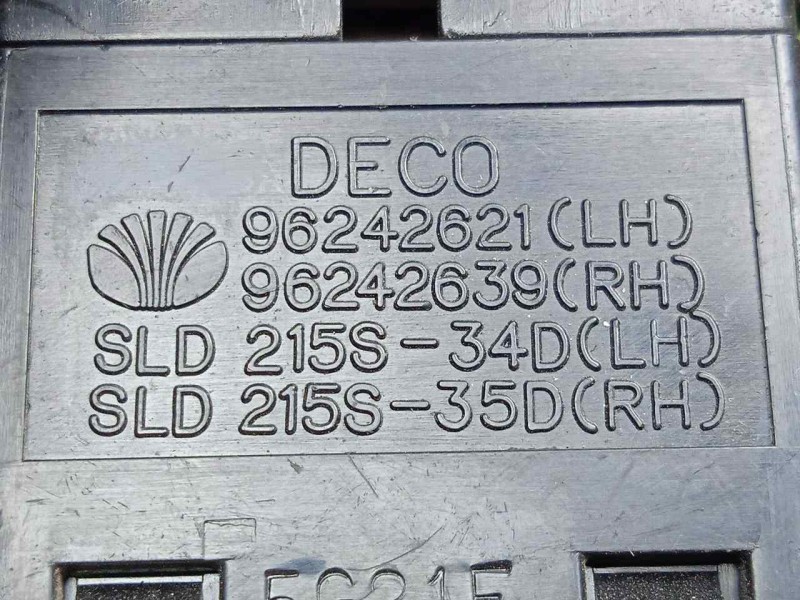 DECO
96242621(LH)
96242639(RH)
SLD 215S-34D(LH)
SLD 215S-35D(RH)